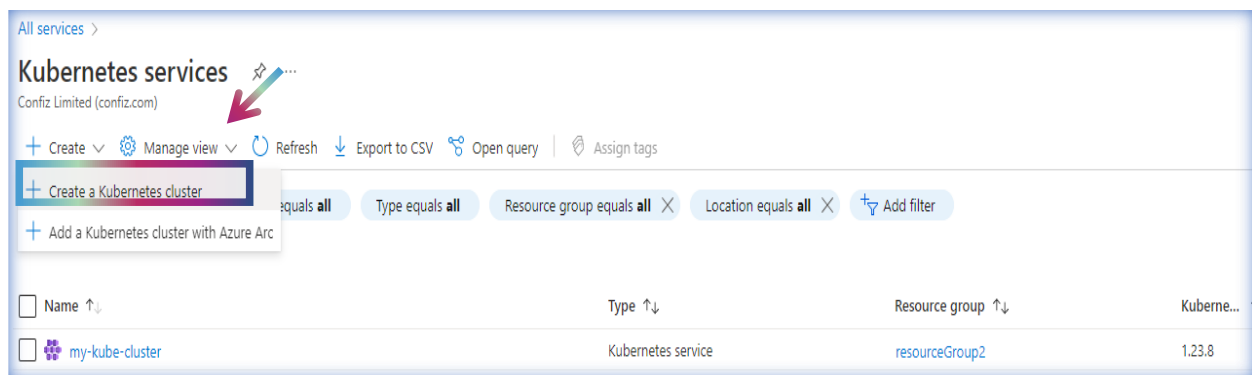 All services >
Kubernetes services
Confiz Limited (confiz.com)
Create Manage view Refresh Export to CSV Open query Assign tags
Create a Kubernetes cluster
equals all Type equals all Resource group equals all Location equals all Add filter
Add a Kubernetes cluster with Azure Arc
Name Type Resource group Kuberne...
my-kube-cluster Kubernetes service resourceGroup2 1.23.8